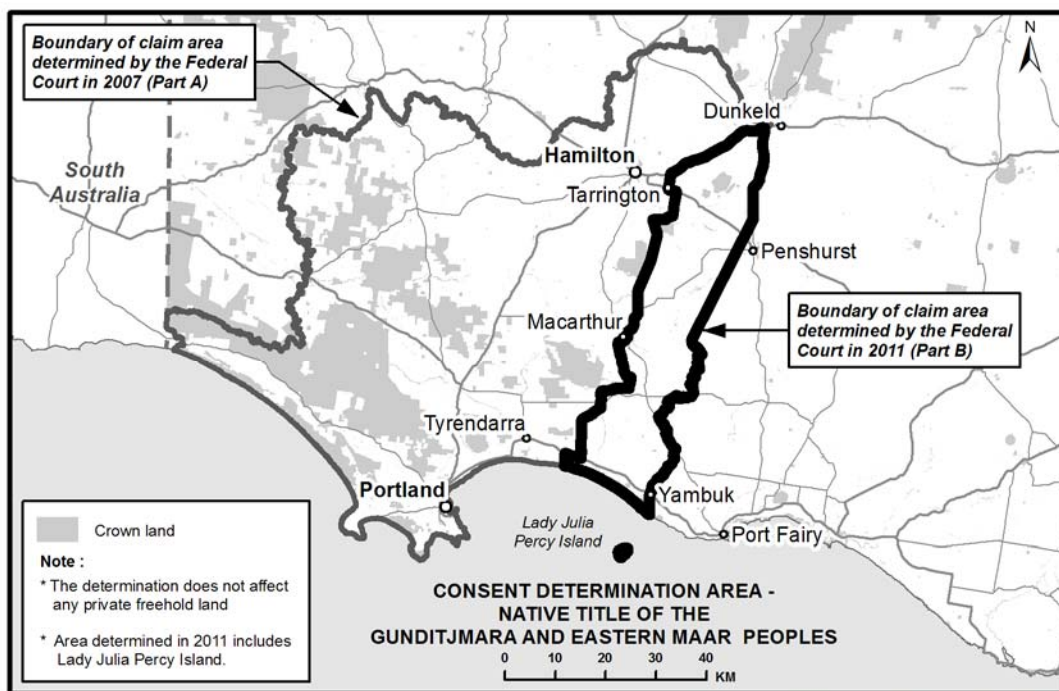 Boundary of claim area
determined by the Federal
Court in 2007 (Part A)
N
Dunkeld
Hamilton
Tarrington
South
Australia
Penshurst
Boundary of claim area
determined by the Federal
Court in 2011 (Part B)
Macarthur
Tyrendarra
Portland
Yambuk
Lady Julia
Percy Island
Port Fairy
Crown land
Note :
* The determination does not affect
any private freehold land
* Area determined in 2011 includes
Lady Julia Percy Island.
CONSENT DETERMINATION AREA -
NATIVE TITLE OF THE
GUNDITJMARA AND EASTERN MAAR PEOPLES
0 10 20 30 40
KM